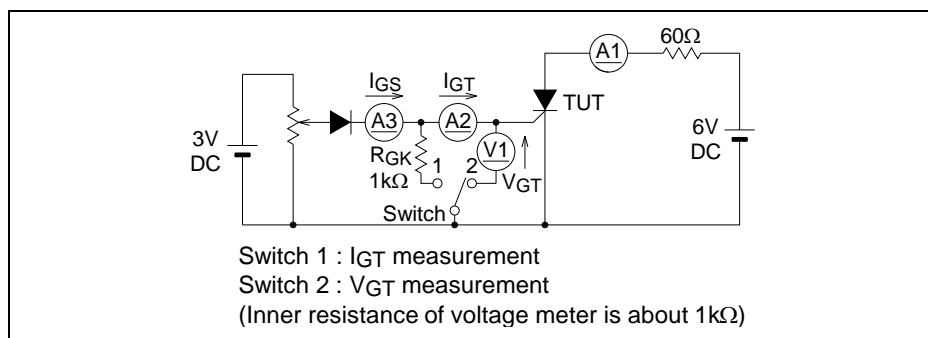 60Ω
A1
IGS
IGT
TUT
3V
DC
A3
A2
6V
DC
RGK
1kΩ
1
2
V1
VGT
Switch
Switch 1 : IGT measurement
Switch 2 : VGT measurement
(Inner resistance of voltage meter is about 1kΩ)